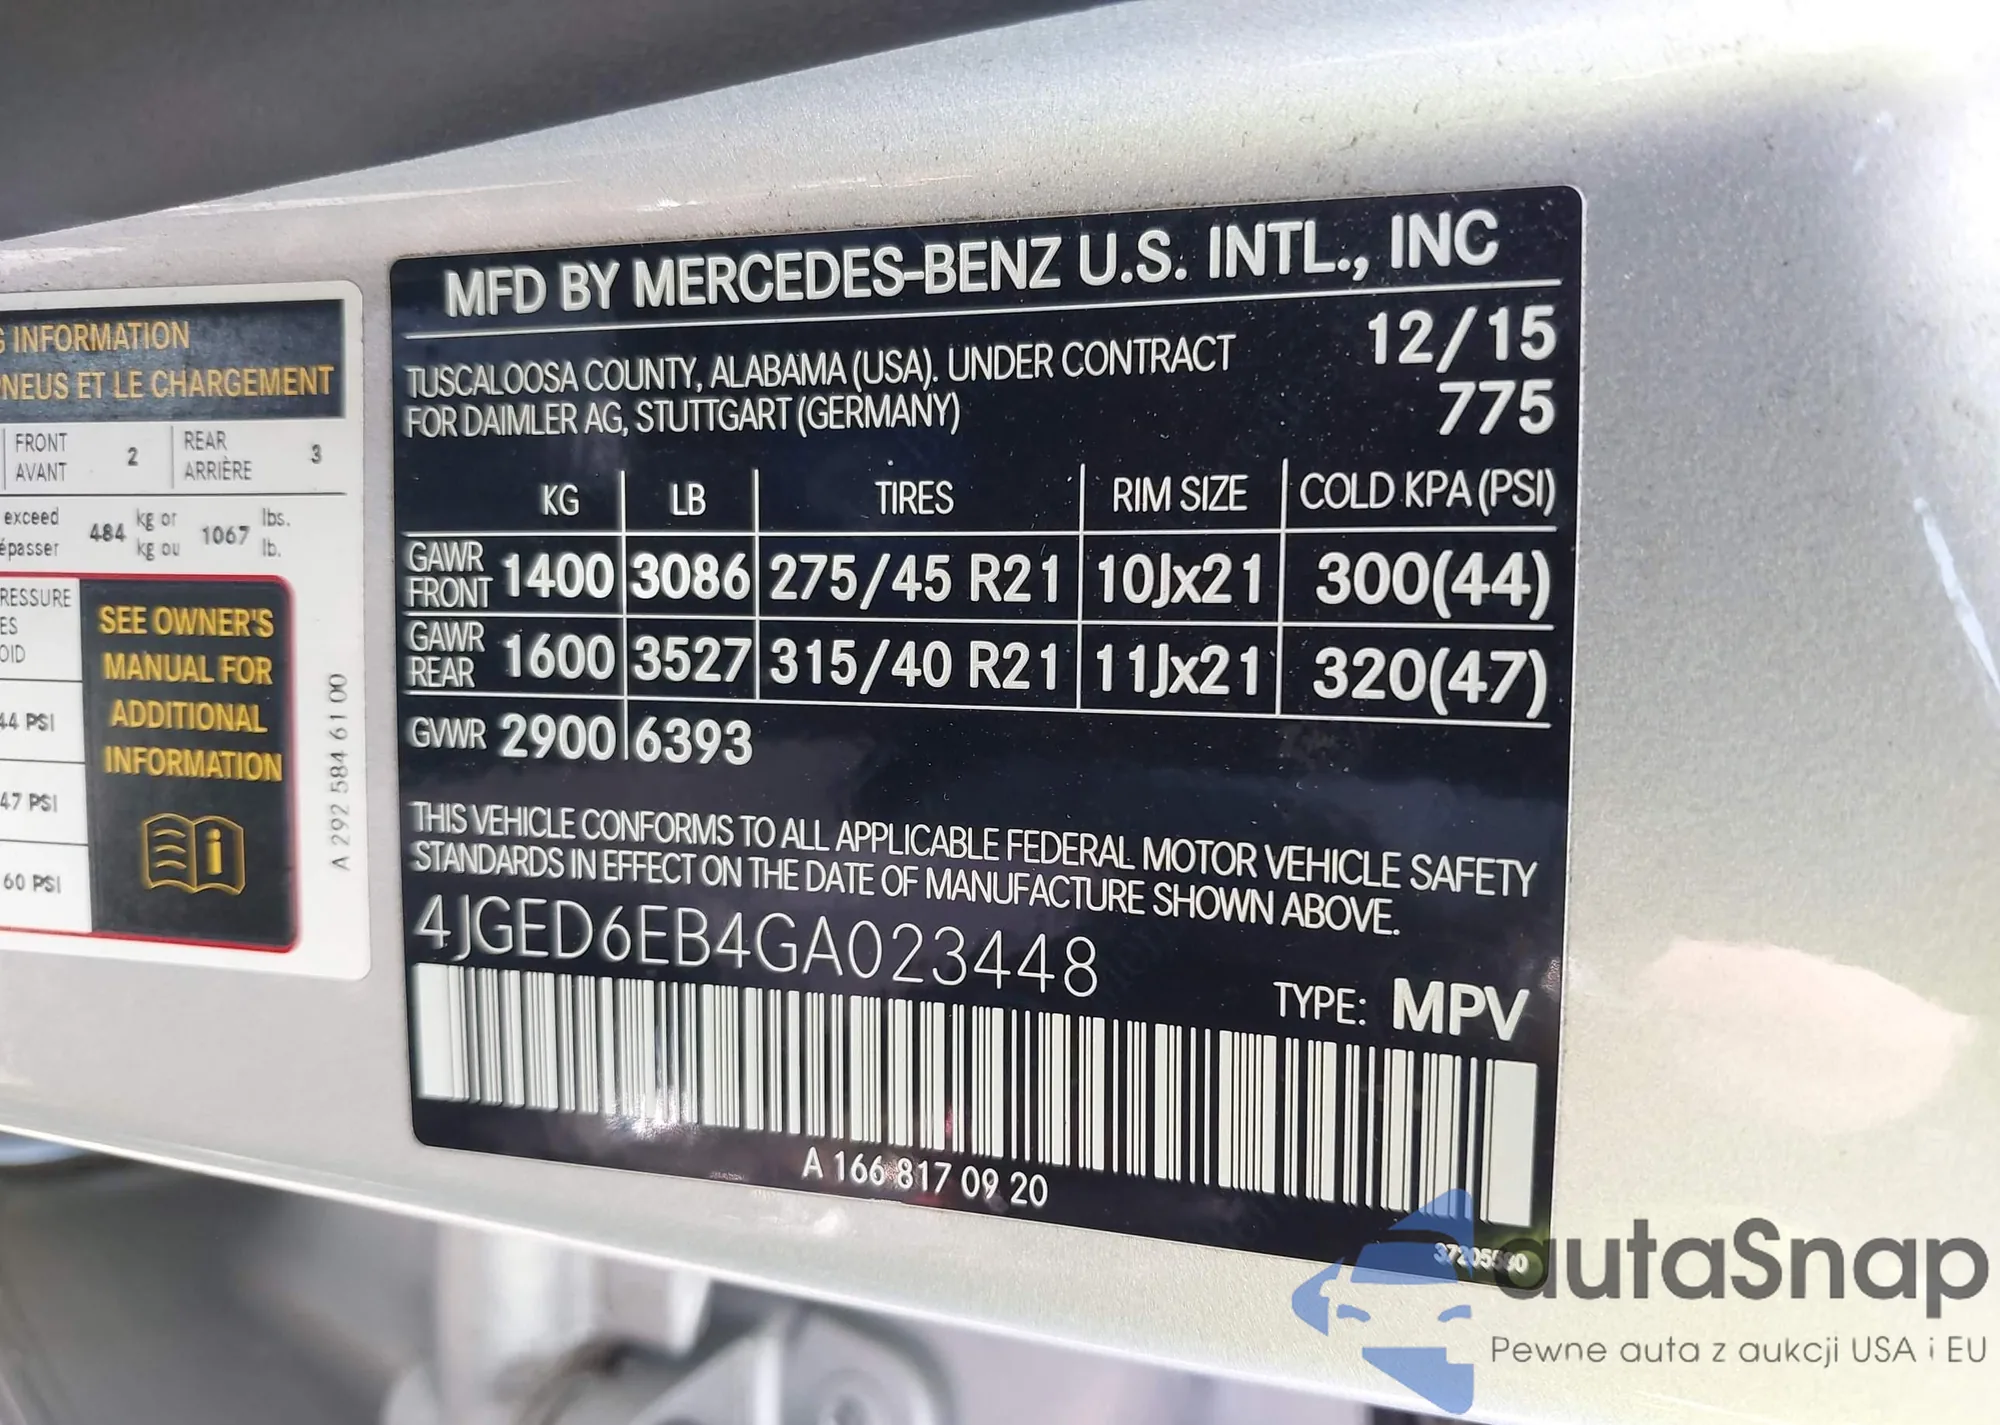 G INFORMATION
PNEUS ET LE CHARGEMENT
FRONT
AVANT
2
REAR
ARRIÈRE
3
exceed
épasser
484
kg or
kg ou
1067
lbs.
lb.
RESSURE
ES
OID
44 PSI
47 PSI
60 PSI
SEE OWNER'S
MANUAL FOR
ADDITIONAL
INFORMATION
A 292 584 61 00
MFD BY MERCEDES-BENZ U.S. INTL., INC
TUSCALOOSA COUNTY, ALABAMA (USA). UNDER CONTRACT
FOR DAIMLER AG, STUTTGART (GERMANY)
12/15
775
KG LB TIRES RIM SIZE COLD KPA (PSI)
GAWR
FRONT 1400 3086 275/45 R21 10Jx21 300(44)
GAWR
REAR 1600 3527 315/40 R21 11Jx21 320(47)
GVWR 2900 6393
THIS VEHICLE CONFORMS TO ALL APPLICABLE FEDERAL MOTOR VEHICLE SAFETY
STANDARDS IN EFFECT ON THE DATE OF MANUFACTURE SHOWN ABOVE.
4JGED6EB4GA023448
TYPE: MPV
A 166 817 09 20
autaSnap
Pewne auta z aukcji USA i EU